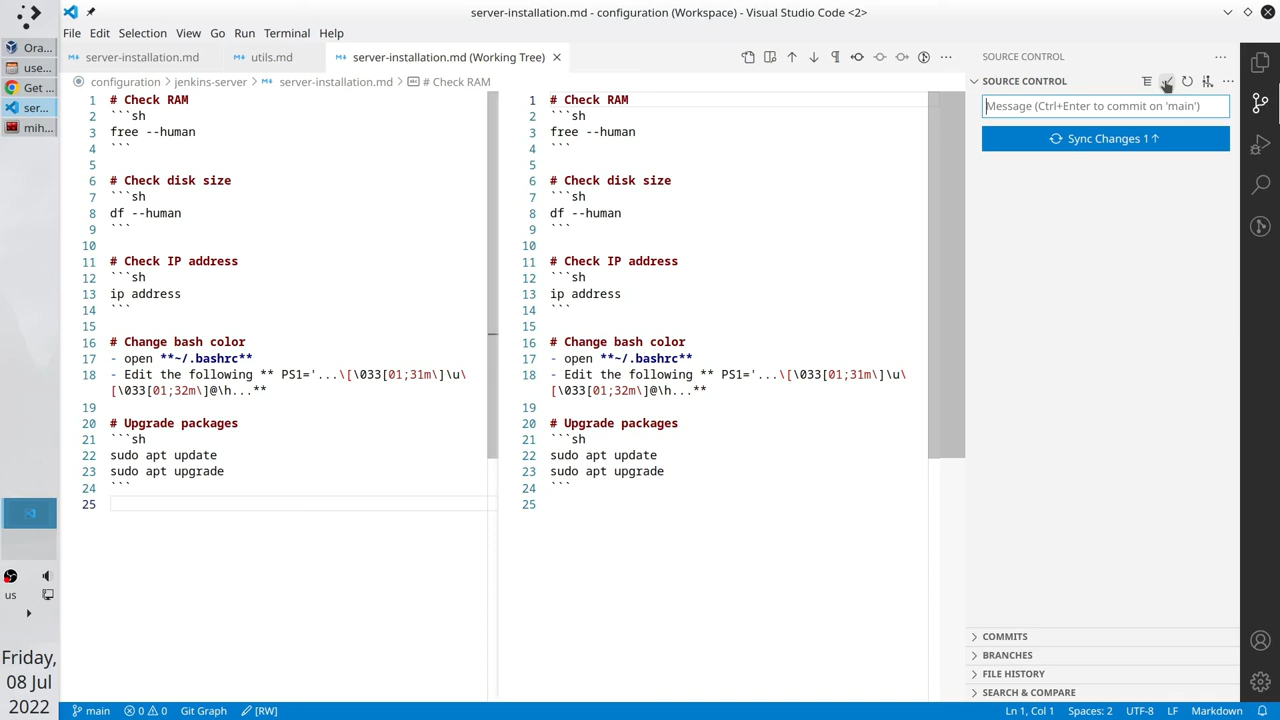 server-installation.md - configuration (Workspace) - Visual Studio Code <2>
File Edit Selection View Go Run Terminal Help
Ora...
use...
Get ...
ser...
mih...
us
Friday,
08 Jul
2022
server-installation.md utils.md server-installation.md (Working Tree)
configuration > jenkins-server > server-installation.md > # Check RAM
1 # Check RAM
2 ```sh
3 free --human
4 ```
5
6 # Check disk size
7 ```sh
8 df --human
9 ```
10
11 # Check IP address
12 ```sh
13 ip address
14 ```
15
16 # Change bash color
17 - open **~/.bashrc**
18 - Edit the following ** PS1='...\[\033[01;31m\]\u\
[\033[01;32m\]@\h...**
19
20 # Upgrade packages
21 ```sh
22 sudo apt update
23 sudo apt upgrade
24 ```
25
1 # Check RAM
2 ```sh
3 free --human
4 ```
5
6 # Check disk size
7 ```sh
8 df --human
9 ```
10
11 # Check IP address
12 ```sh
13 ip address
14 ```
15
16 # Change bash color
17 - open **~/.bashrc**
18 - Edit the following ** PS1='...\[\033[01;31m\]\u\
[\033[01;32m\]@\h...**
19
20 # Upgrade packages
21 ```sh
22 sudo apt update
23 sudo apt upgrade
24 ```
25
SOURCE CONTROL
SOURCE CONTROL
Message (Ctrl+Enter to commit on 'main')
Sync Changes 1↑
COMMITS
BRANCHES
FILE HISTORY
SEARCH & COMPARE
main 0 0 Git Graph [RW] Ln 1, Col 1 Spaces: 2 UTF-8 LF Markdown